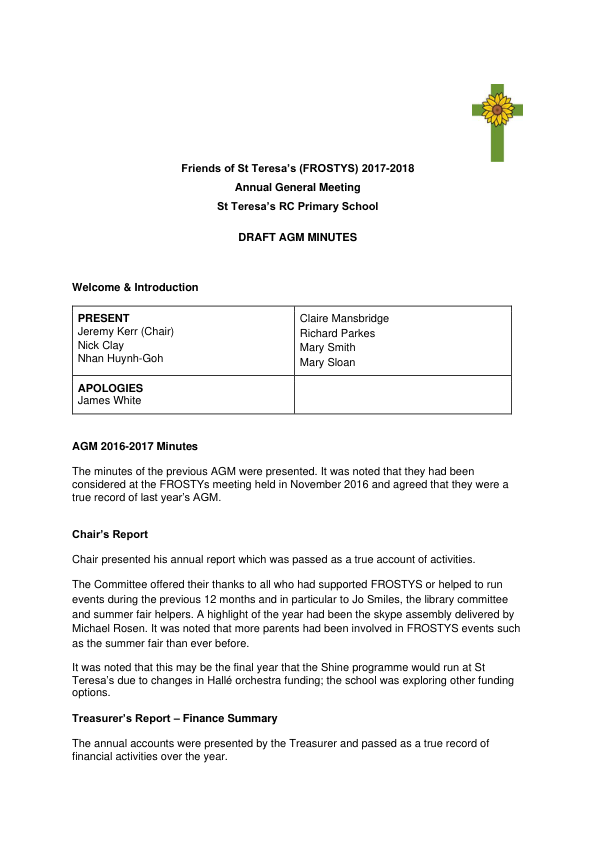 Friends of St Teresa's (FROSTYS) 2017-2018
Annual General Meeting
St Teresa's RC Primary School
DRAFT AGM MINUTES
Welcome & Introduction
PRESENT
Jeremy Kerr (Chair)
Nick Clay
Nhan Huynh-Goh
Claire Mansbridge
Richard Parkes
Mary Smith
Mary Sloan
APOLOGIES
James White
AGM 2016-2017 Minutes
The minutes of the previous AGM were presented. It was noted that they had been
considered at the FROSTYs meeting held in November 2016 and agreed that they were a
true record of last year's AGM.
Chair's Report
Chair presented his annual report which was passed as a true account of activities.
The Committee offered their thanks to all who had supported FROSTYS or helped to run
events during the previous 12 months and in particular to Jo Smiles, the library committee
and summer fair helpers. A highlight of the year had been the skype assembly delivered by
Michael Rosen. It was noted that more parents had been involved in FROSTYS events such
as the summer fair than ever before.
It was noted that this may be the final year that the Shine programme would run at St
Teresa's due to changes in Hallé orchestra funding; the school was exploring other funding
options.
Treasurer's Report – Finance Summary
The annual accounts were presented by the Treasurer and passed as a true record of
financial activities over the year.